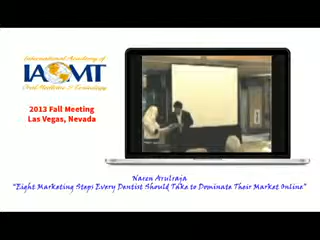 International Academy of
IAOMT
Oral Medicine & Toxicology
2013 Fall Meeting
Las Vegas, Nevada
Naren Arulraja
"Eight Marketing Steps Every Dentist Should Take to Dominate Their Market Online"